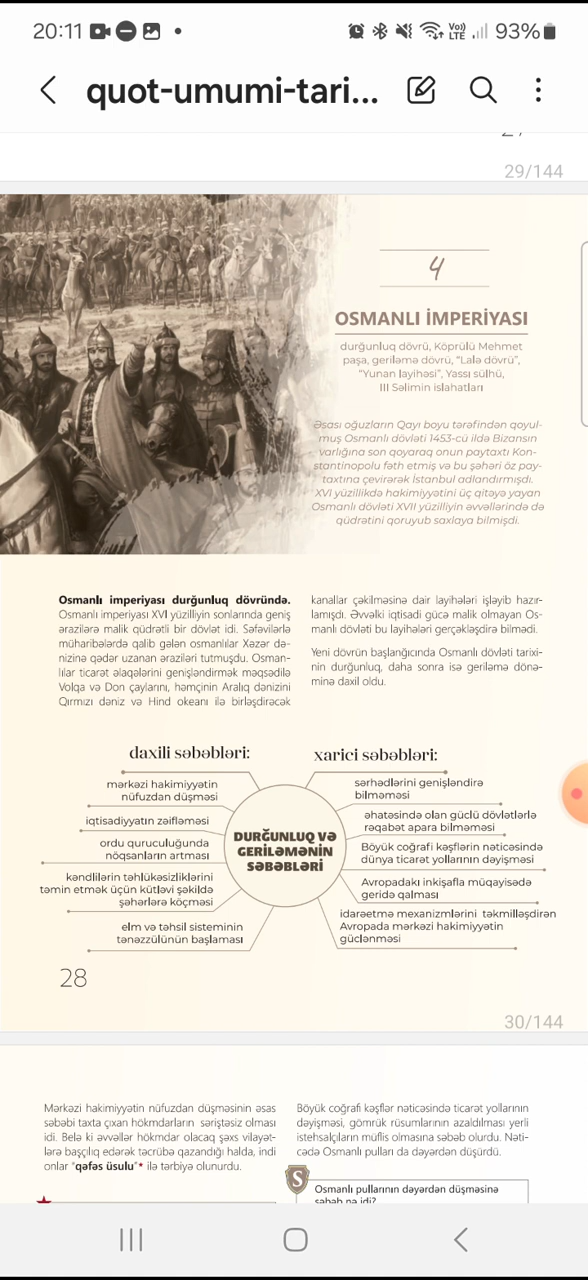 20:11
Vo)) LTE
93%
quot-umumi-tari...
29/144
4
OSMANLI İMPERİYASI
durğunluq dövrü, Köprülü Mehmet
paşa, geriləmə dövrü, "Lalə dövrü",
"Yunan layihəsi", Yassı sülhü,
III Səlimin islahatları
Əsası oğuzların Qayı boyu tərəfindən qoyul-
muş Osmanlı dövləti 1453-cü ildə Bizansın
varlığına son qoyaraq onun paytaxtı Kon-
stantinopolu fəth etmiş və bu şəhəri öz pay-
taxtına çevirərək İstanbul adlandırmışdı.
XVI yüzillikdə hakimiyyətini üç qitəyə yayan
Osmanlı dövləti XVII yüzilliyin əvvəllərində də
qüdrətini qoruyub saxlaya bilmişdi.
Osmanlı imperiyası durğunluq dövründə.
Osmanlı imperiyası XVI yüzilliyin sonlarında geniş
ərazilərə malik qüdrətli bir dövlət idi. Səfəvilərlə
müharibələrdə qalib gələn osmanlılar Xəzər də-
nizinə qədər uzanan əraziləri tutmuşdu. Osman-
lılar ticarət əlaqələrini genişləndirmək məqsədilə
Volqa və Don çaylarını, həmçinin Aralıq dənizini
Qırmızı dəniz və Hind okeanı ilə birləşdirəcək
kanallar çəkilməsinə dair layihələri işləyib hazır-
lamışdı. Əvvəlki iqtisadi gücə malik olmayan Os-
manlı dövləti bu layihələri gerçəkləşdirə bilmədi.
Yeni dövrün başlanğıcında Osmanlı dövləti tarixi-
nin durğunluq, daha sonra isə geriləmə dönə-
minə daxil oldu.
daxili səbəbləri:
mərkəzi hakimiyyətin
nüfuzdan düşməsi
iqtisadiyyatın zəifləməsi
ordu quruculuğunda
nöqsanların artması
kəndlilərin təhlükəsizliklərini
təmin etmək üçün kütləvi şəkildə
şəhərlərə köçməsi
elm və təhsil sisteminin
tənəzzülünün başlaması
DURĞUNLUQ VƏ
GERİLƏMƏNİN
SƏBƏBLƏRİ
xarici səbəbləri:
sərhədlərini genişləndirə
bilməməsi
əhatəsində olan güclü dövlətlərlə
rəqabət apara bilməməsi
Böyük coğrafi kəşflərin nəticəsində
dünya ticarət yollarının dəyişməsi
Avropadakı inkişafla müqayisədə
geridə qalması
idarəetmə mexanizmlərini təkmilləşdirən
Avropada mərkəzi hakimiyyətin
güclənməsi
28
30/144
Mərkəzi hakimiyyətin nüfuzdan düşməsinin əsas
səbəbi taxta çıxan hökmdarların səriştəsiz olması
idi. Belə ki əvvəllər hökmdar olacaq şəxs vilayət-
lərə başçılıq edərək təcrübə qazandığı halda, indi
onlar "qəfəs üsulu"* ilə tərbiyə olunurdu.
Böyük coğrafi kəşflər nəticəsində ticarət yollarının
dəyişməsi, gömrük rüsumlarının azaldılması yerli
istehsalçıların müflis olmasına səbəb olurdu. Nəti-
cədə Osmanlı pulları da dəyərdən düşürdü.
S
Osmanlı pullarının dəyərdən düşməsinə
səbəb nə idi?